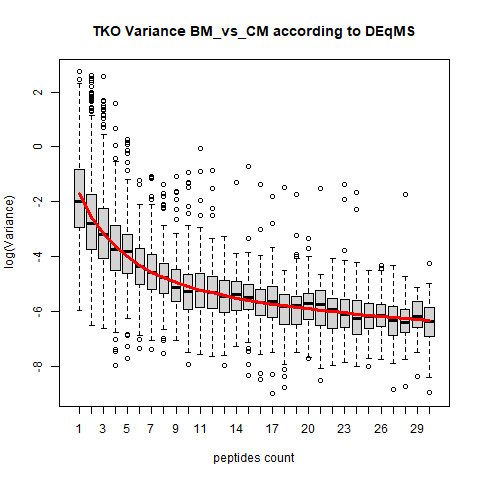 TKO Variance BM_vs_CM according to DEqMS
log(Variance)
2
0
-2
-4
-6
-8
1 3 5 7 9 11 14 17 20 23 26 29
peptides count